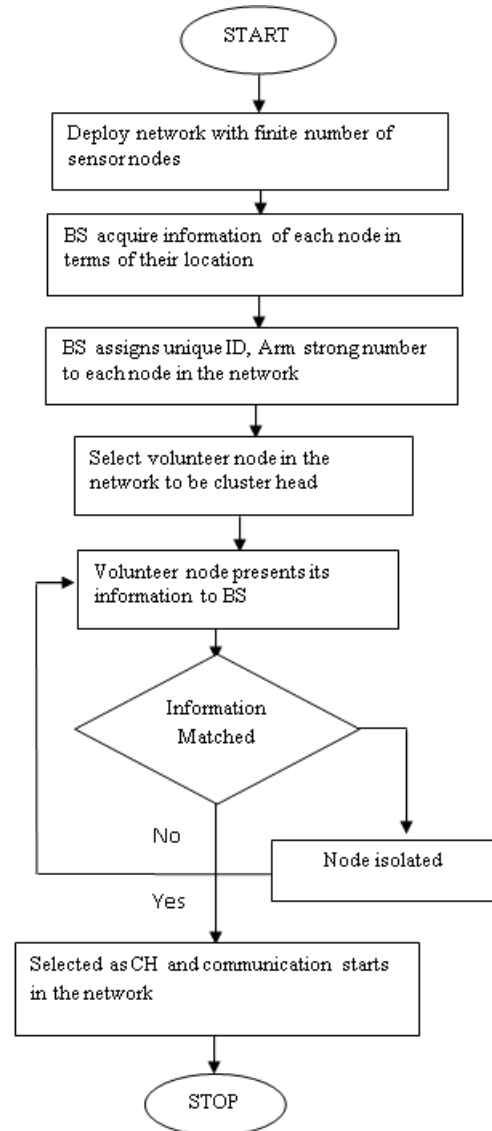 START
Deploy network with finite number of
sensor nodes
BS acquire information of each node in
terms of their location
BS assigns unique ID, Arm strong number
to each node in the network
Select volunteer node in the
network to be cluster head
Volunteer node presents its
information to BS
Information
Matched
No
Node isolated
Yes
Selected as CH and communication starts
in the network
STOP